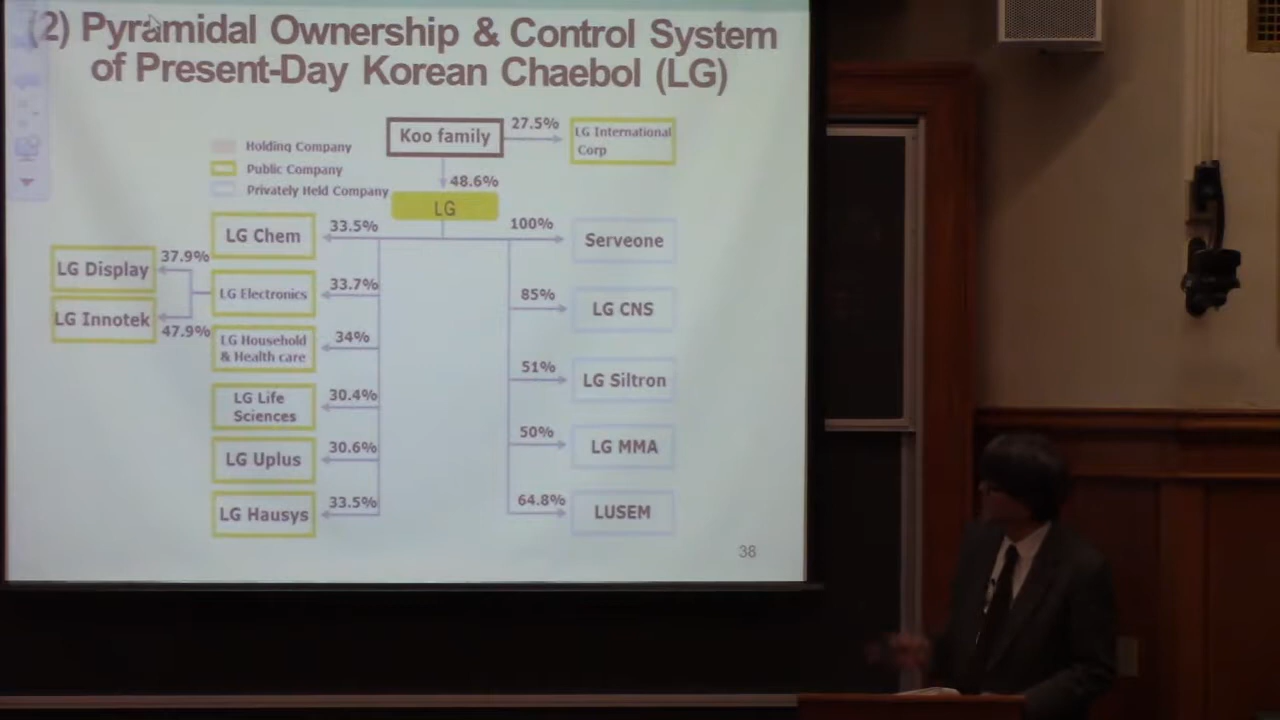 (2) Pyramidal Ownership & Control System
of Present-Day Korean Chaebol (LG)
Koo family
27.5%
LG International
Corp
Holding Company
Public Company
Privately Held Company
48.6%
LG
LG Chem
33.5%
100%
Serveone
LG Display
37.9%
LG Electronics
33.7%
85%
LG CNS
LG Innotek
47.9%
LG Household
& Health care
34%
51%
LG Siltron
LG Life
Sciences
30.4%
50%
LG MMA
LG Uplus
30.6%
LG Hausys
33.5%
64.8%
LUSEM
38